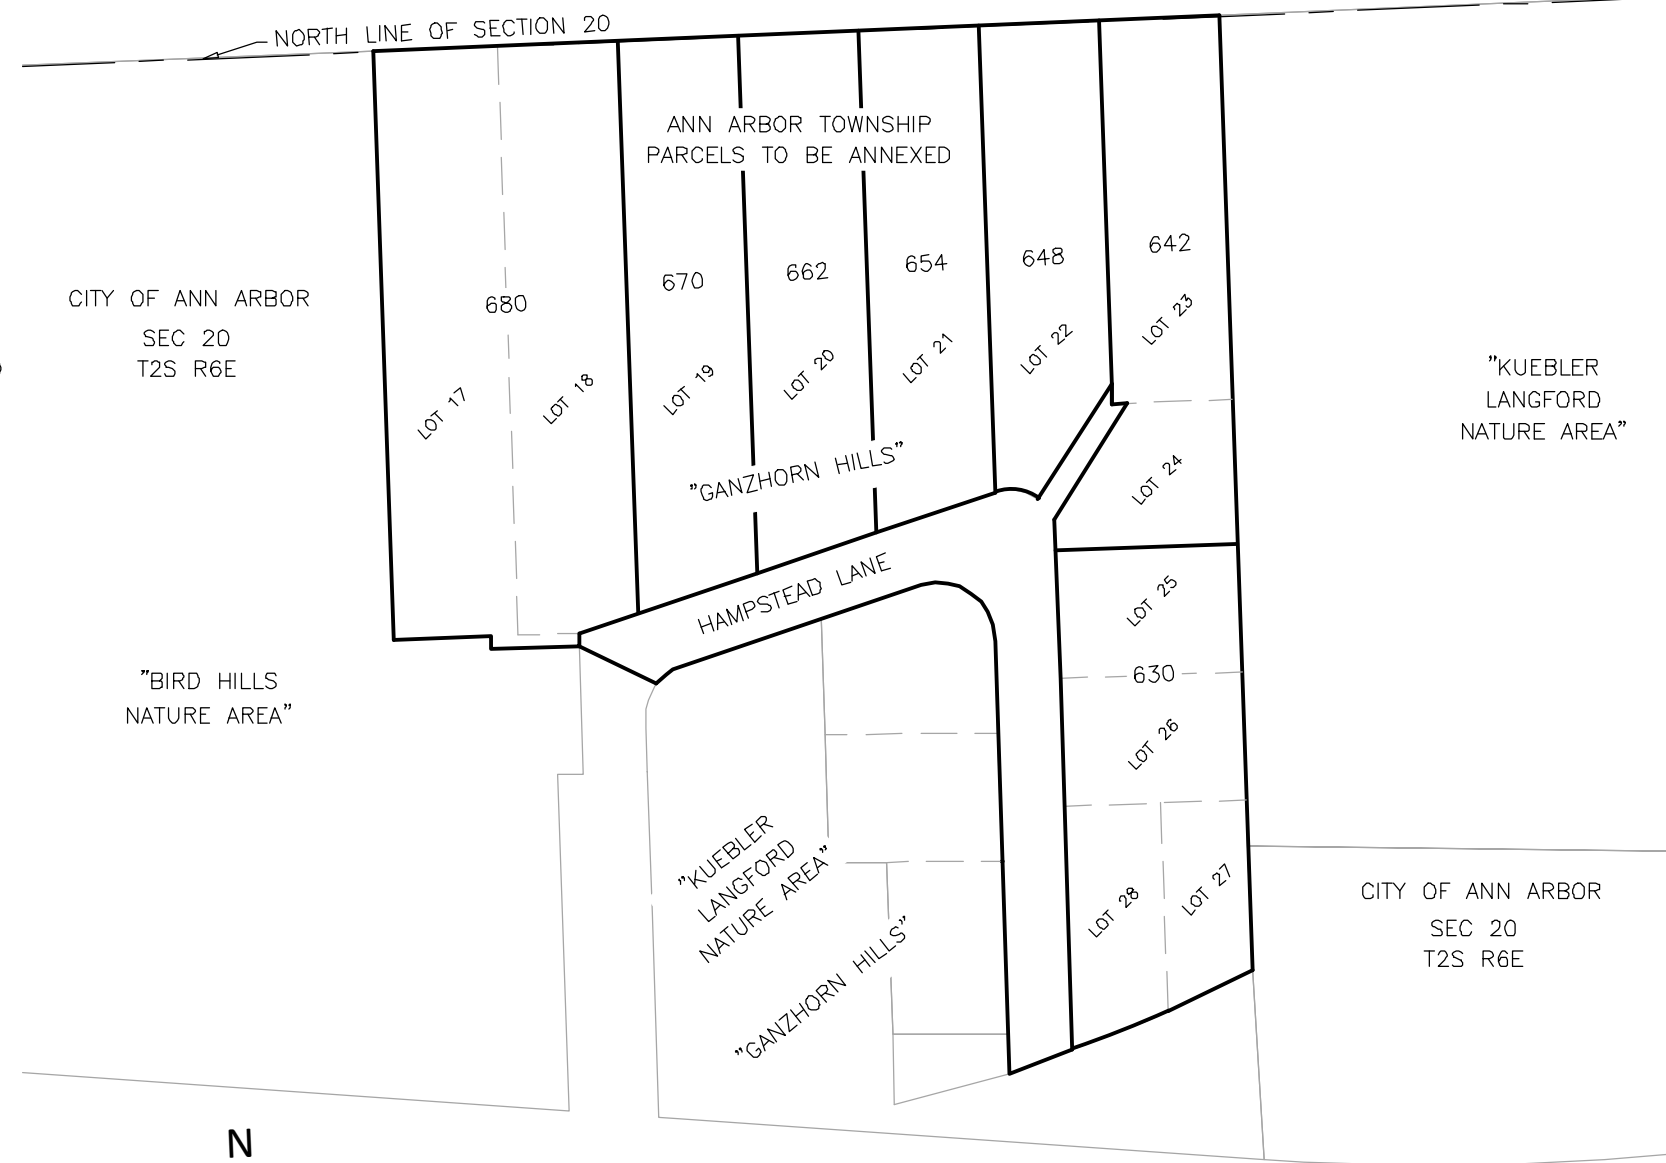 NORTH LINE OF SECTION 20
ANN ARBOR TOWNSHIP
PARCELS TO BE ANNEXED
642
648
654
662
670
680
CITY OF ANN ARBOR
SEC 20
T2S R6E
LOT 17
LOT 18
LOT 19
LOT 20
LOT 21
LOT 22
LOT 23
"KUEBLER
LANGFORD
NATURE AREA"
"GANZHORN HILLS"
LOT 24
HAMPSTEAD LANE
LOT 25
630
LOT 26
"BIRD HILLS
NATURE AREA"
"KUEBLER
LANGFORD
NATURE AREA"
"GANZHORN HILLS"
LOT 28
LOT 27
CITY OF ANN ARBOR
SEC 20
T2S R6E
N